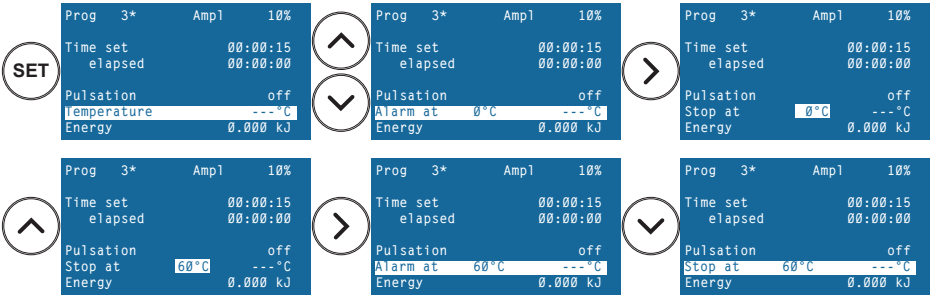 SET
Prog 3* Ampl 10%
Time set 00:00:15
elapsed 00:00:00
Pulsation off
Temperature ---°C
Energy 0.000 kJ
Prog 3* Ampl 10%
Time set 00:00:15
elapsed 00:00:00
Pulsation off
Alarm at 0°C ---°C
Energy 0.000 kJ
Prog 3* Ampl 10%
Time set 00:00:15
elapsed 00:00:00
Pulsation off
Stop at 0°C ---°C
Energy 0.000 kJ
Prog 3* Ampl 10%
Time set 00:00:15
elapsed 00:00:00
Pulsation off
Stop at 60°C ---°C
Energy 0.000 kJ
Prog 3* Ampl 10%
Time set 00:00:15
elapsed 00:00:00
Pulsation off
Alarm at 60°C ---°C
Energy 0.000 kJ
Prog 3* Ampl 10%
Time set 00:00:15
elapsed 00:00:00
Pulsation off
Stop at 60°C ---°C
Energy 0.000 kJ